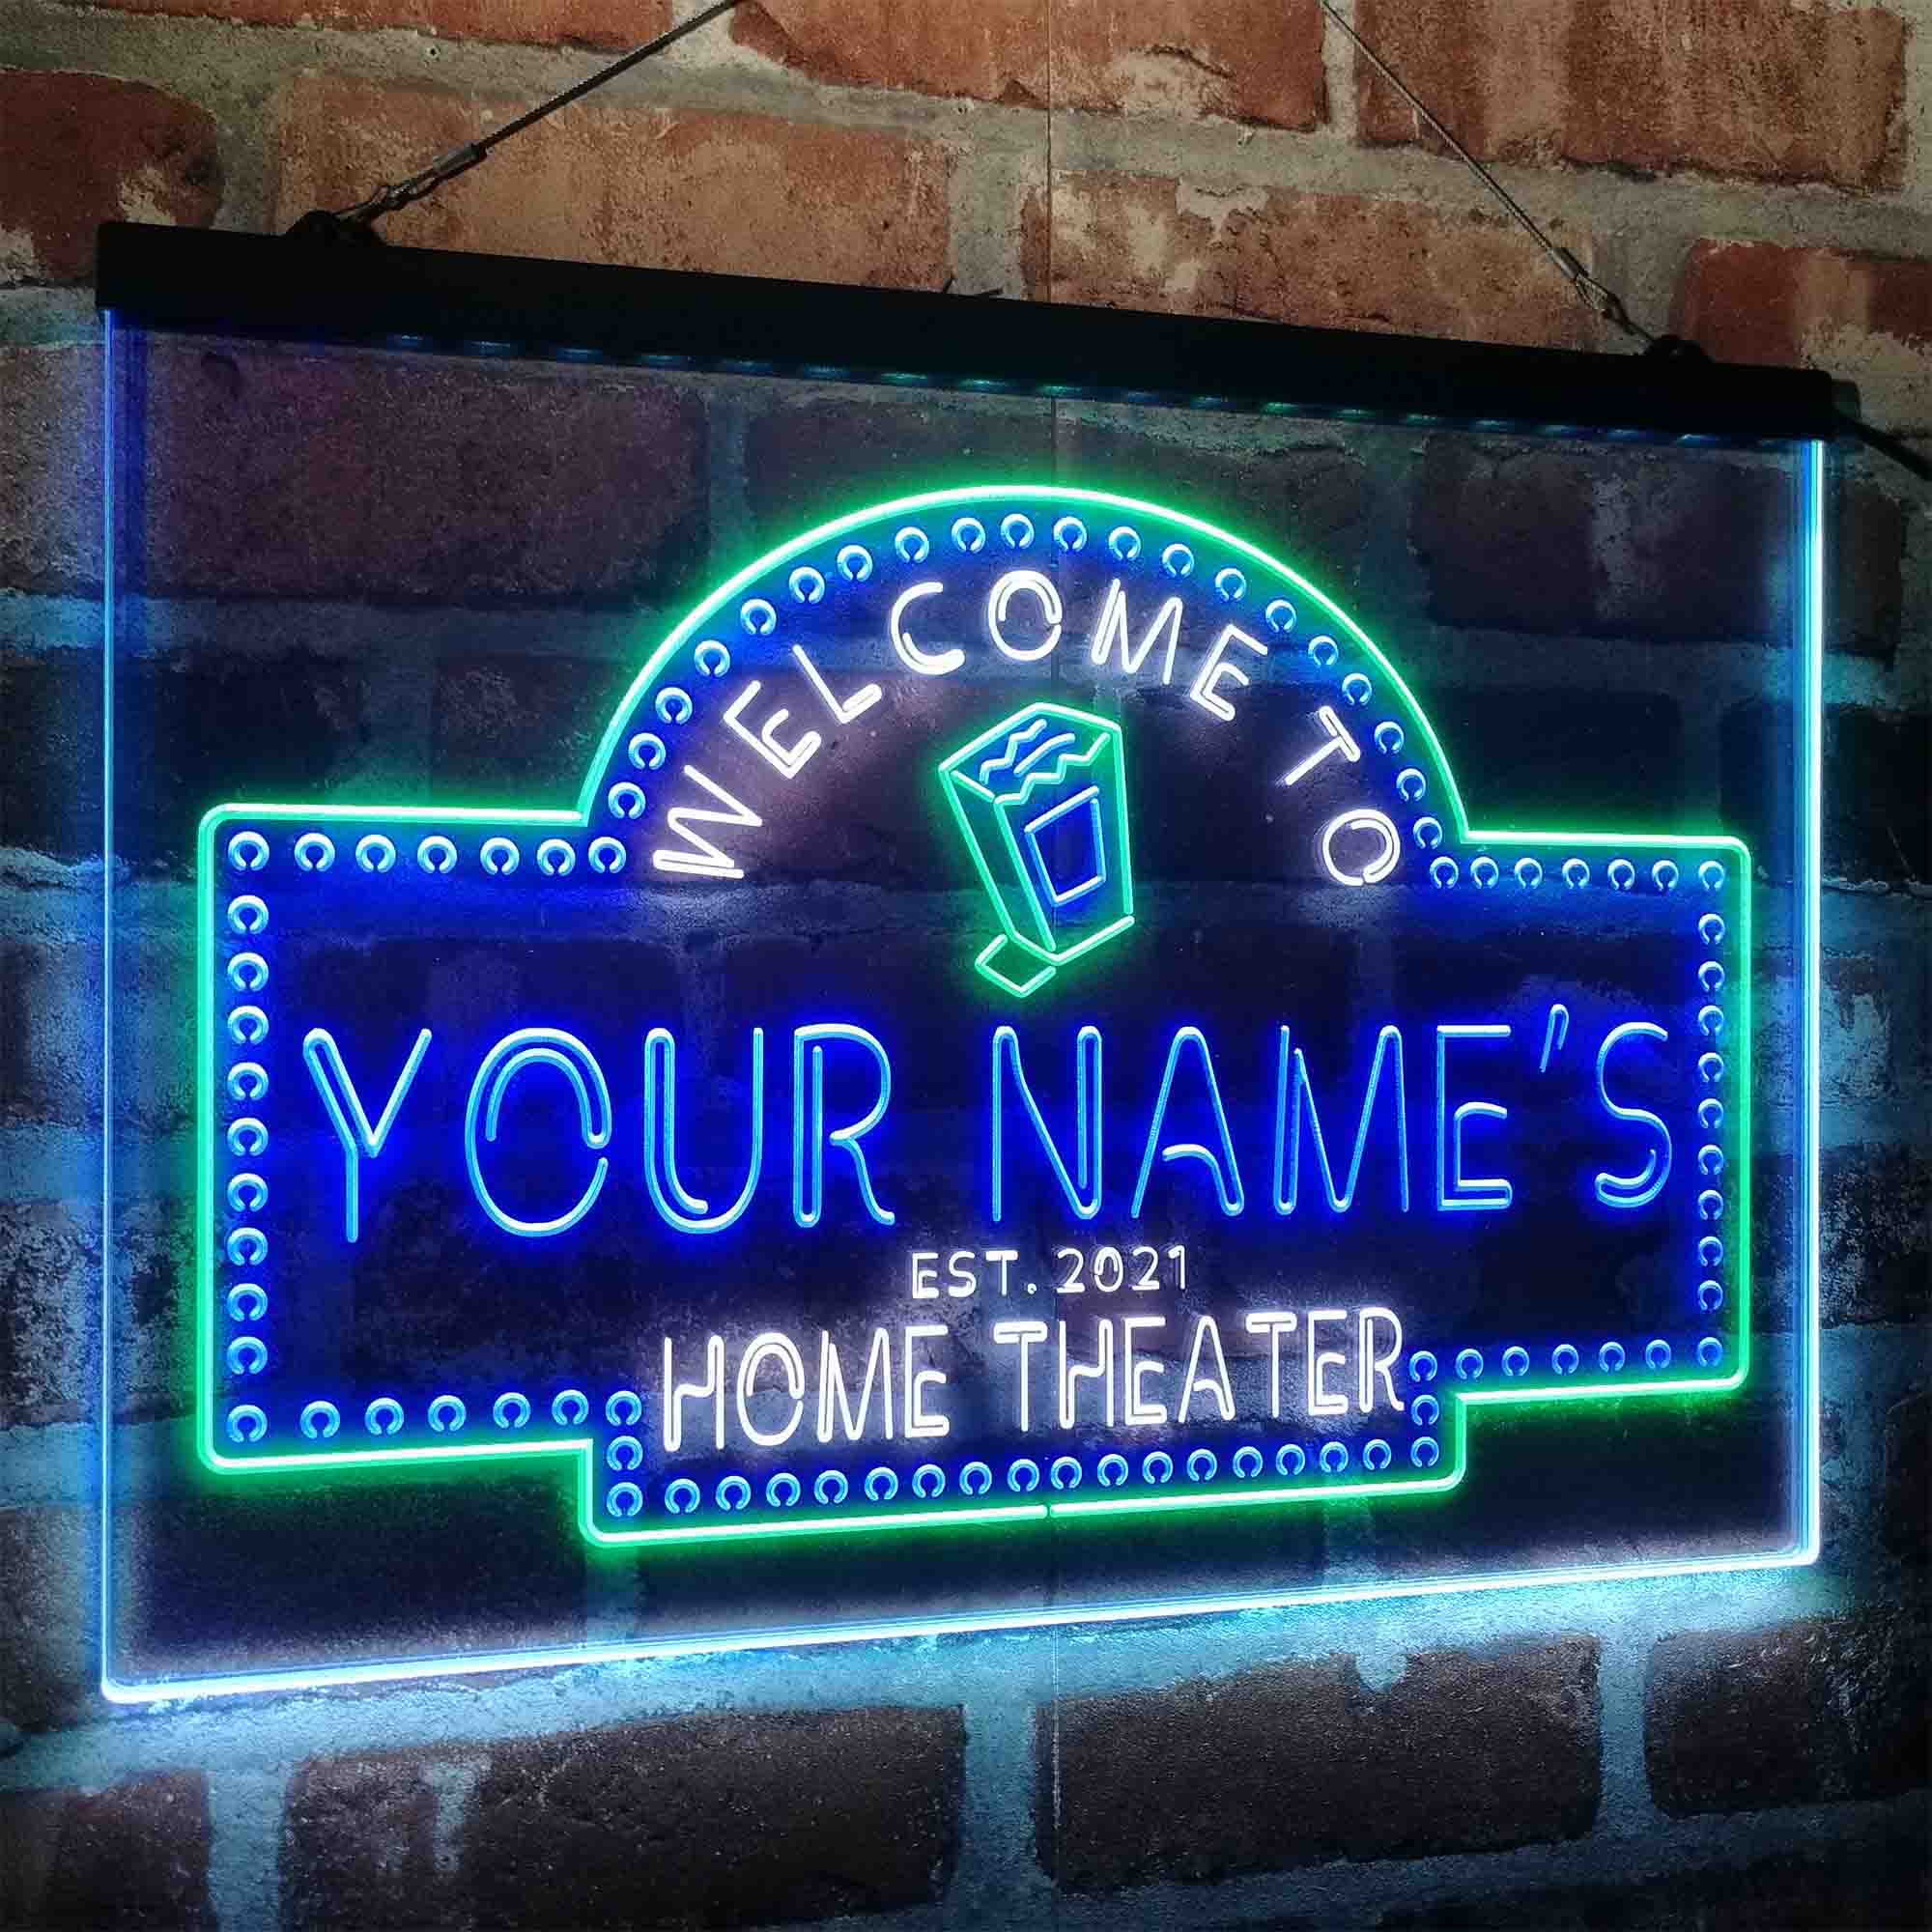 WELCOME TO
YOUR NAME'S
EST. 2021
HOME THEATER